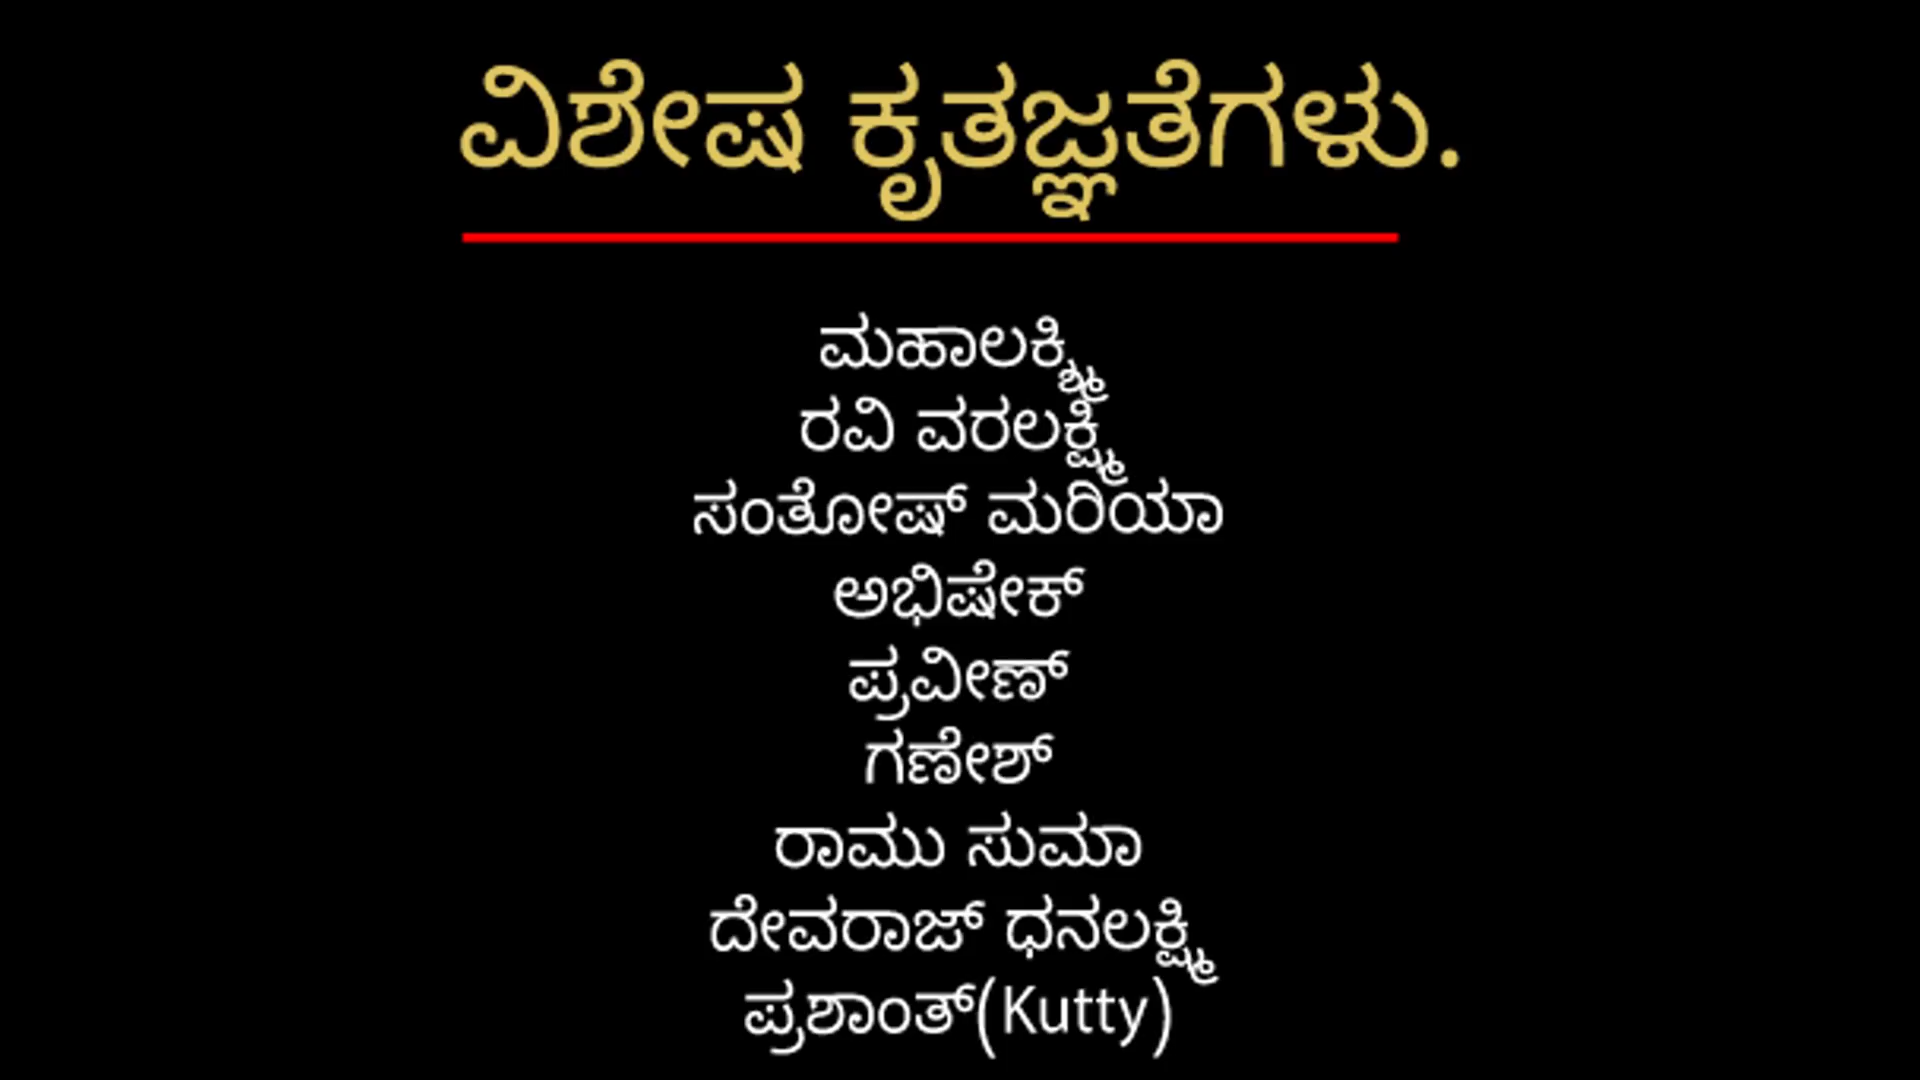 ವಿಶೇಷ ಕೃತಜ್ಞತೆಗಳು.
ಮಹಾಲಕ್ಶ್ಮಿ
ರವಿ ವರಲಕ್ಷ್ಮಿ
ಸಂತೋಷ್ ಮರಿಯಾ
ಅಭಿಷೇಕ್
ಪ್ರವೀಣ್
ಗಣೇಶ್
ರಾಮು ಸುಮಾ
ದೇವರಾಜ್ ಧನಲಕ್ಷ್ಮಿ
ಪ್ರಶಾಂತ್(Kutty)